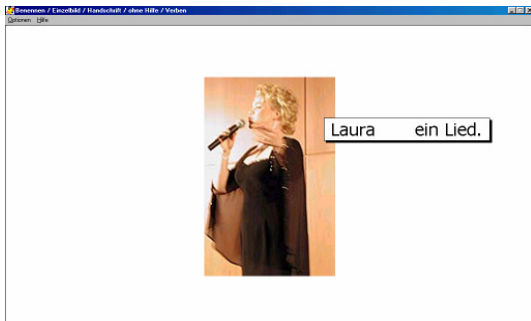 Benennen / Einzelbild / Handschrift / ohne Hilfe / Verben
Optionen Hilfe
Laura ein Lied.